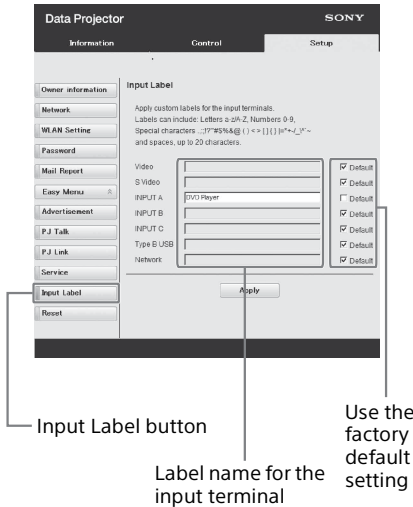 Data Projector
SONY
Information
Control
Setup
Owner information
Network
WLAN Setting
Password
Mail Report
Easy Menu
Advertisement
PJ Talk
PJ Link
Service
Input Label
Reset
Input Label
Apply custom labels for the input terminals.
Labels can include: Letters a-z/A-Z, Numbers 0-9,
and spaces, up to 20 characters.
Video
Default
S Video
Default
INPUT A
DVD Player
Default
INPUT B
Default
INPUT C
Default
Type B USB
Default
Network
Default
Apply
Input Label button
Label name for the
input terminal
Use the
factory
default
setting